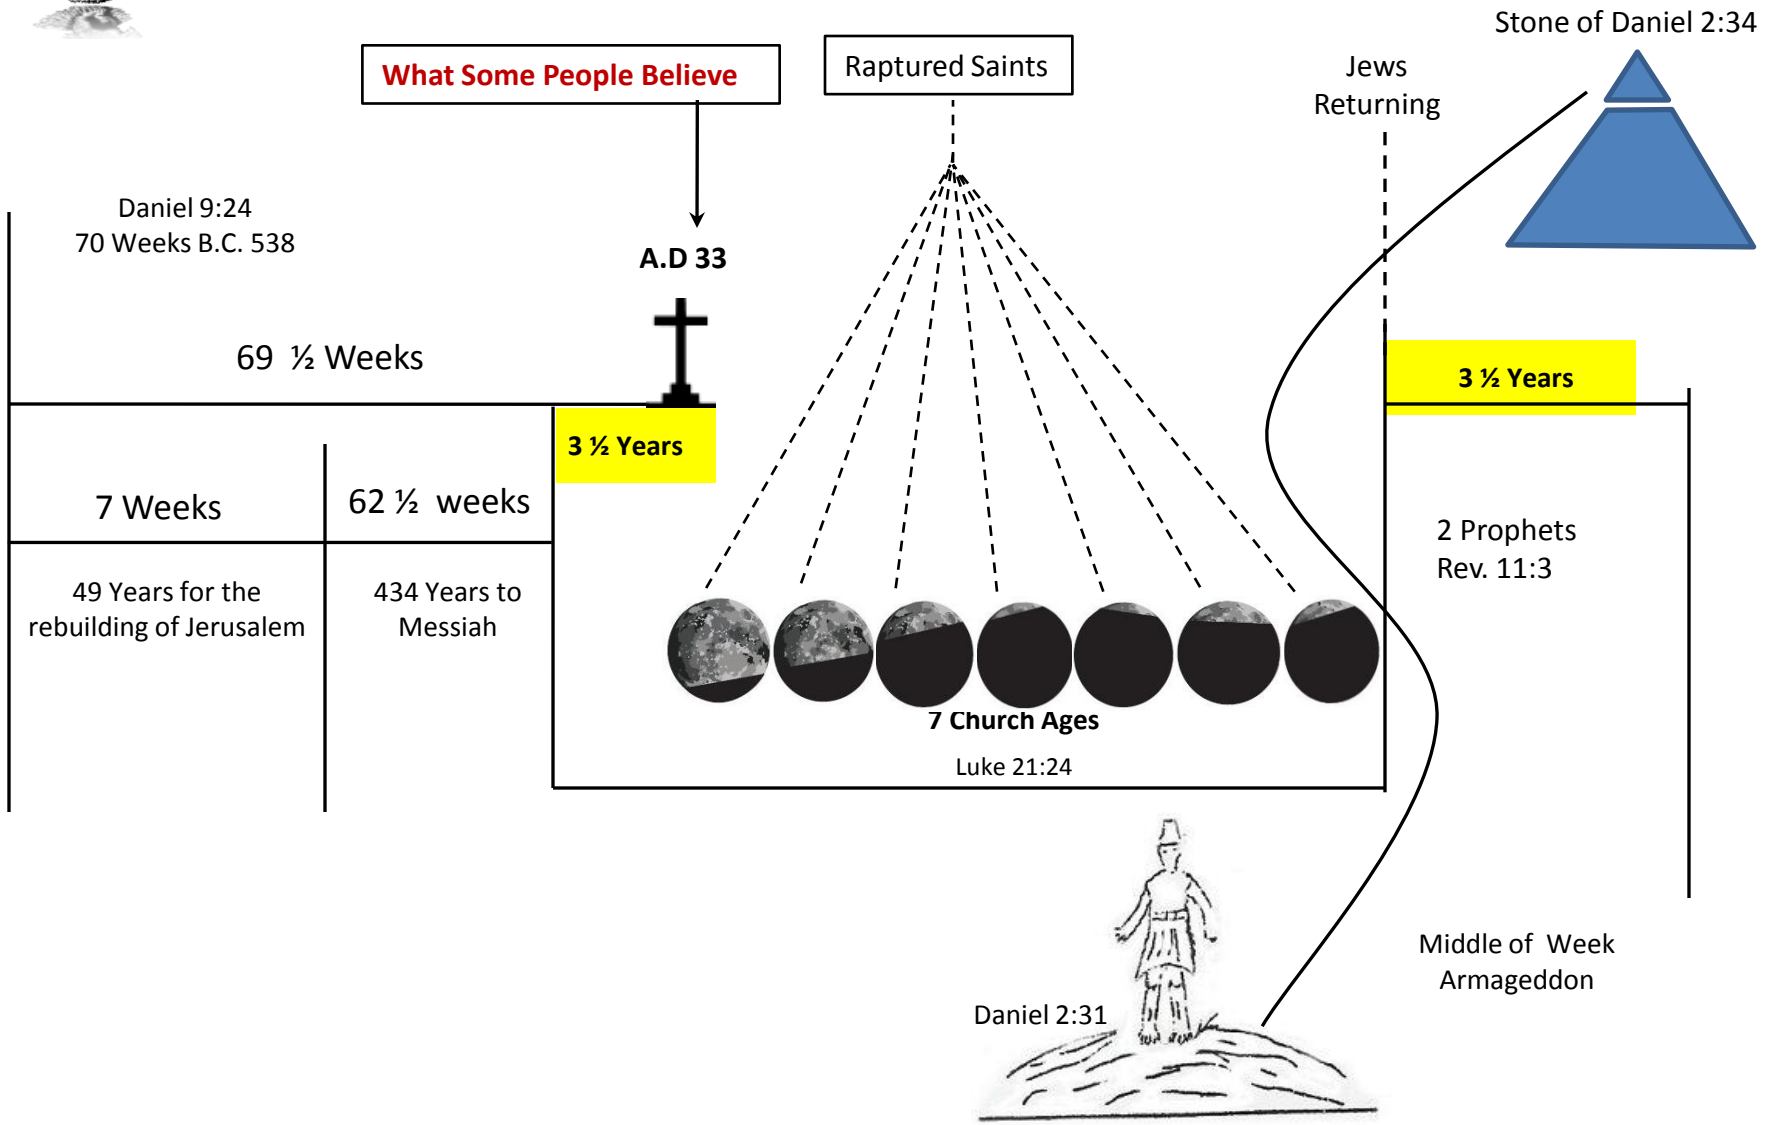 Stone of Daniel 2:34
What Some People Believe
Raptured Saints
Jews
Returning
Daniel 9:24
70 Weeks B.C. 538
A.D 33
69 ½ Weeks
3 ½ Years
3 ½ Years
7 Weeks
62 ½ weeks
2 Prophets
Rev. 11:3
49 Years for the
rebuilding of Jerusalem
434 Years to
Messiah
7 Church Ages
Luke 21:24
Middle of Week
Armageddon
Daniel 2:31